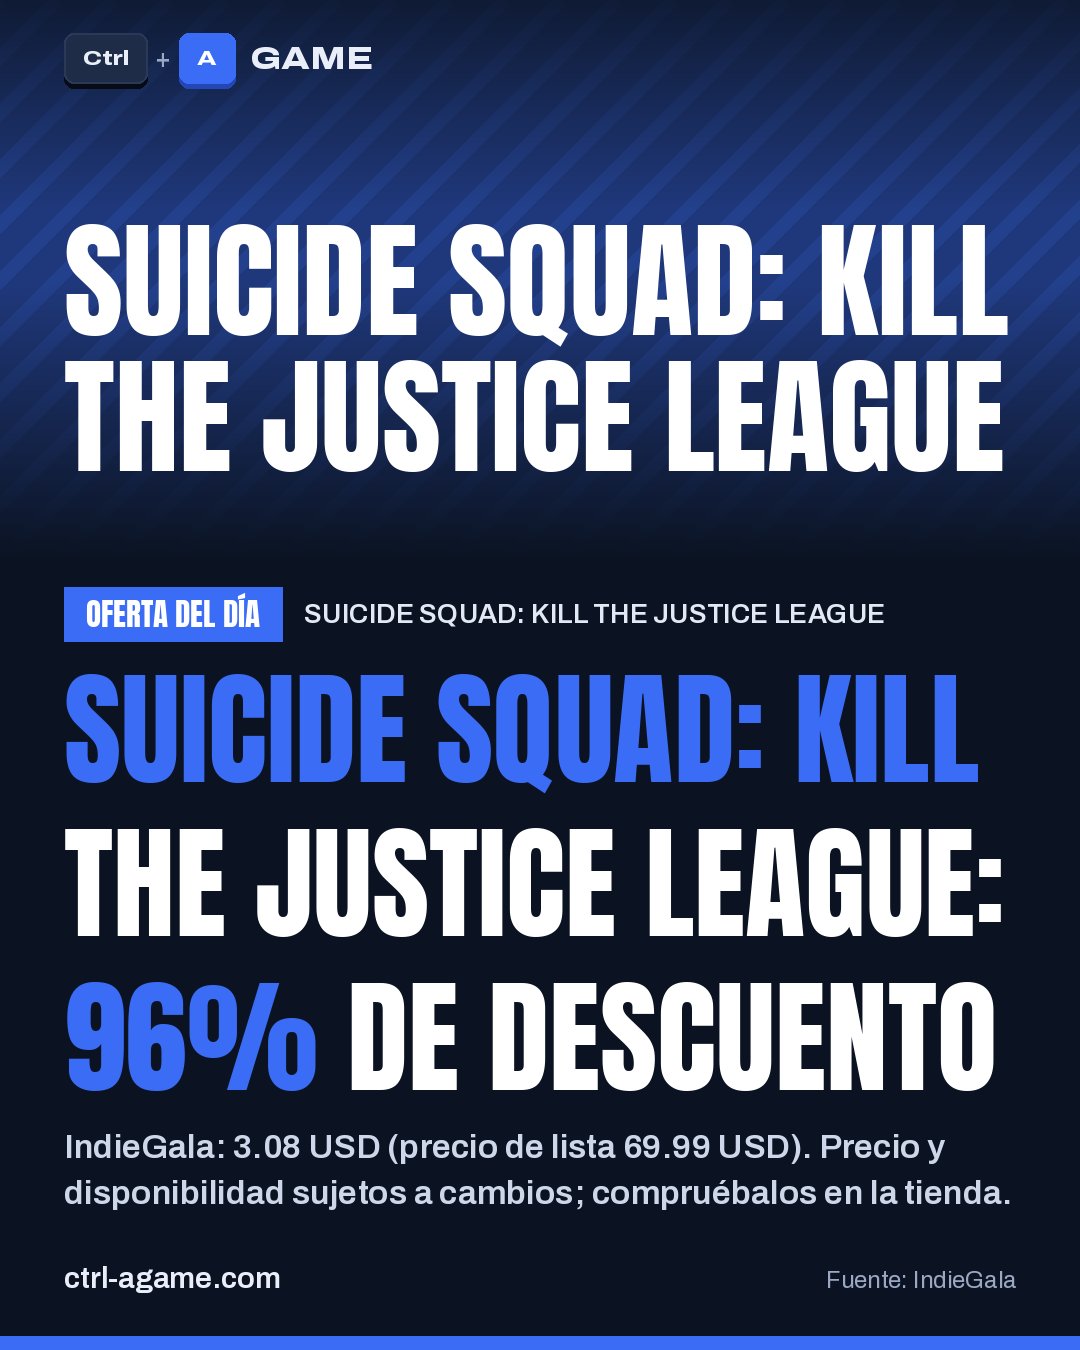 Ctrl + A GAME
SUICIDE SQUAD: KILL
THE JUSTICE LEAGUE
OFERTA DEL DÍA SUICIDE SQUAD: KILL THE JUSTICE LEAGUE
SUICIDE SQUAD: KILL
THE JUSTICE LEAGUE:
96% DE DESCUENTO
IndieGala: 3.08 USD (precio de lista 69.99 USD). Precio y
disponibilidad sujetos a cambios; compruébalos en la tienda.
ctrl-agame.com Fuente: IndieGala